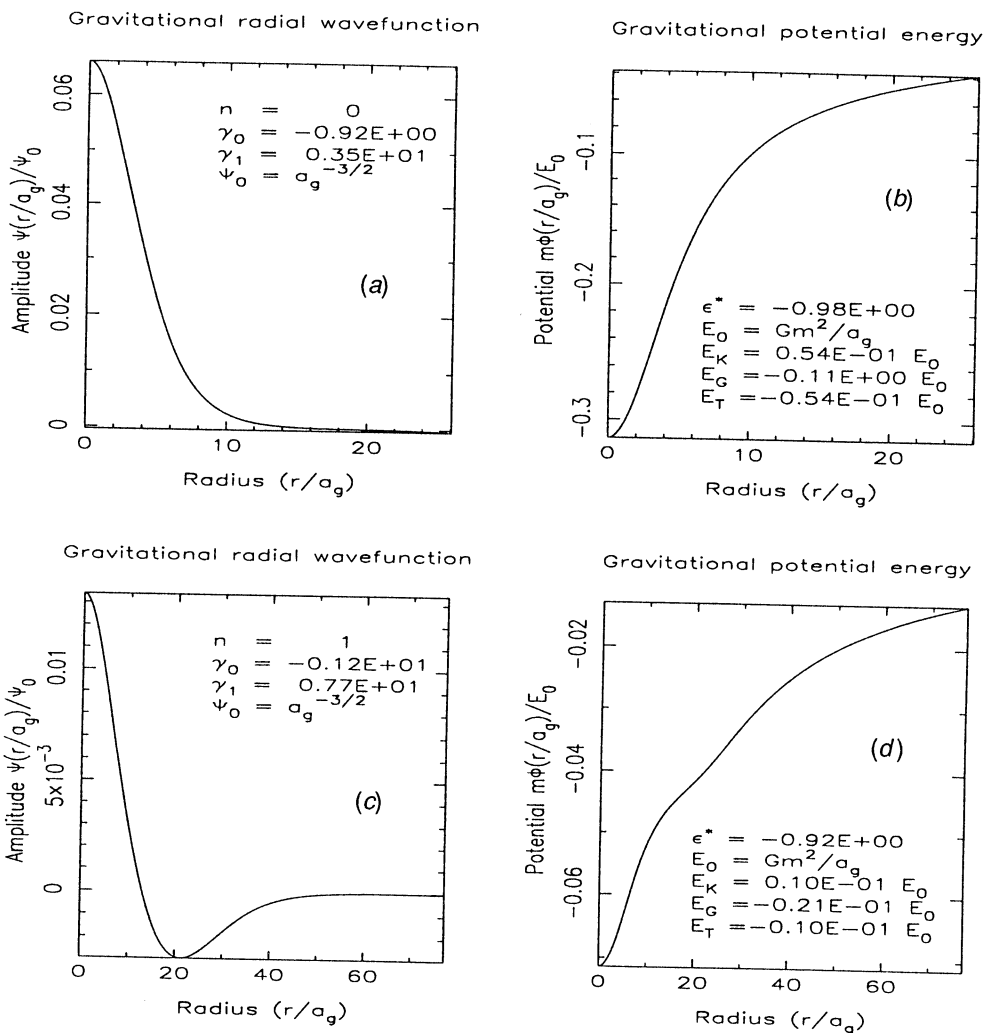 Gravitational radial wavefunction
Amplitude ψ(r/a_g)/ψ_0
0.06
0.04
0.02
0
n = 0
γ_0 = −0.92E+00
γ_1 = 0.35E+01
ψ_0 = a_g^−3/2
(a)
0 10 20
Radius (r/a_g)
Gravitational potential energy
Potential mφ(r/a_g)/E_0
−0.1
−0.2
−0.3
(b)
ϵ* = −0.98E+00
E_0 = Gm²/a_g
E_K = 0.54E−01 E_0
E_G =−0.11E+00 E_0
E_T =−0.54E−01 E_0
0 10 20
Radius (r/a_g)
Gravitational radial wavefunction
Amplitude ψ(r/a_g)/ψ_0
0.01
5x10⁻³
0
n = 1
γ_0 = −0.12E+01
γ_1 = 0.77E+01
ψ_0 = a_g^−3/2
(c)
0 20 40 60
Radius (r/a_g)
Gravitational potential energy
Potential mφ(r/a_g)/E_0
−0.02
−0.04
−0.06
(d)
ϵ* = −0.92E+00
E_0 = Gm²/a_g
E_K = 0.10E−01 E_0
E_G =−0.21E−01 E_0
E_T =−0.10E−01 E_0
0 20 40 60
Radius (r/a_g)